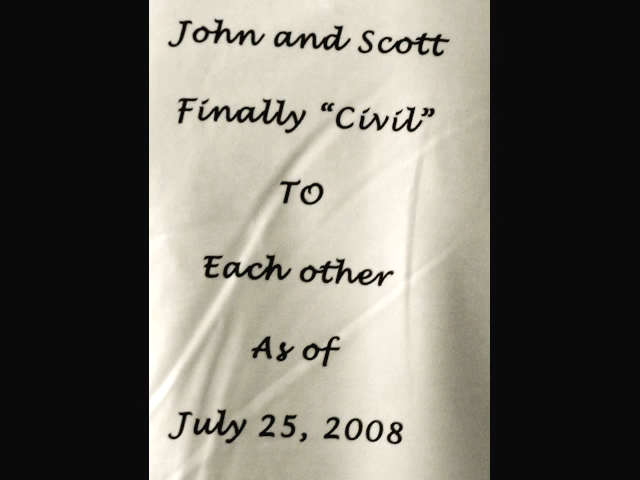 John and Scott
Finally “Civil”
TO
Each other
As of
July 25, 2008